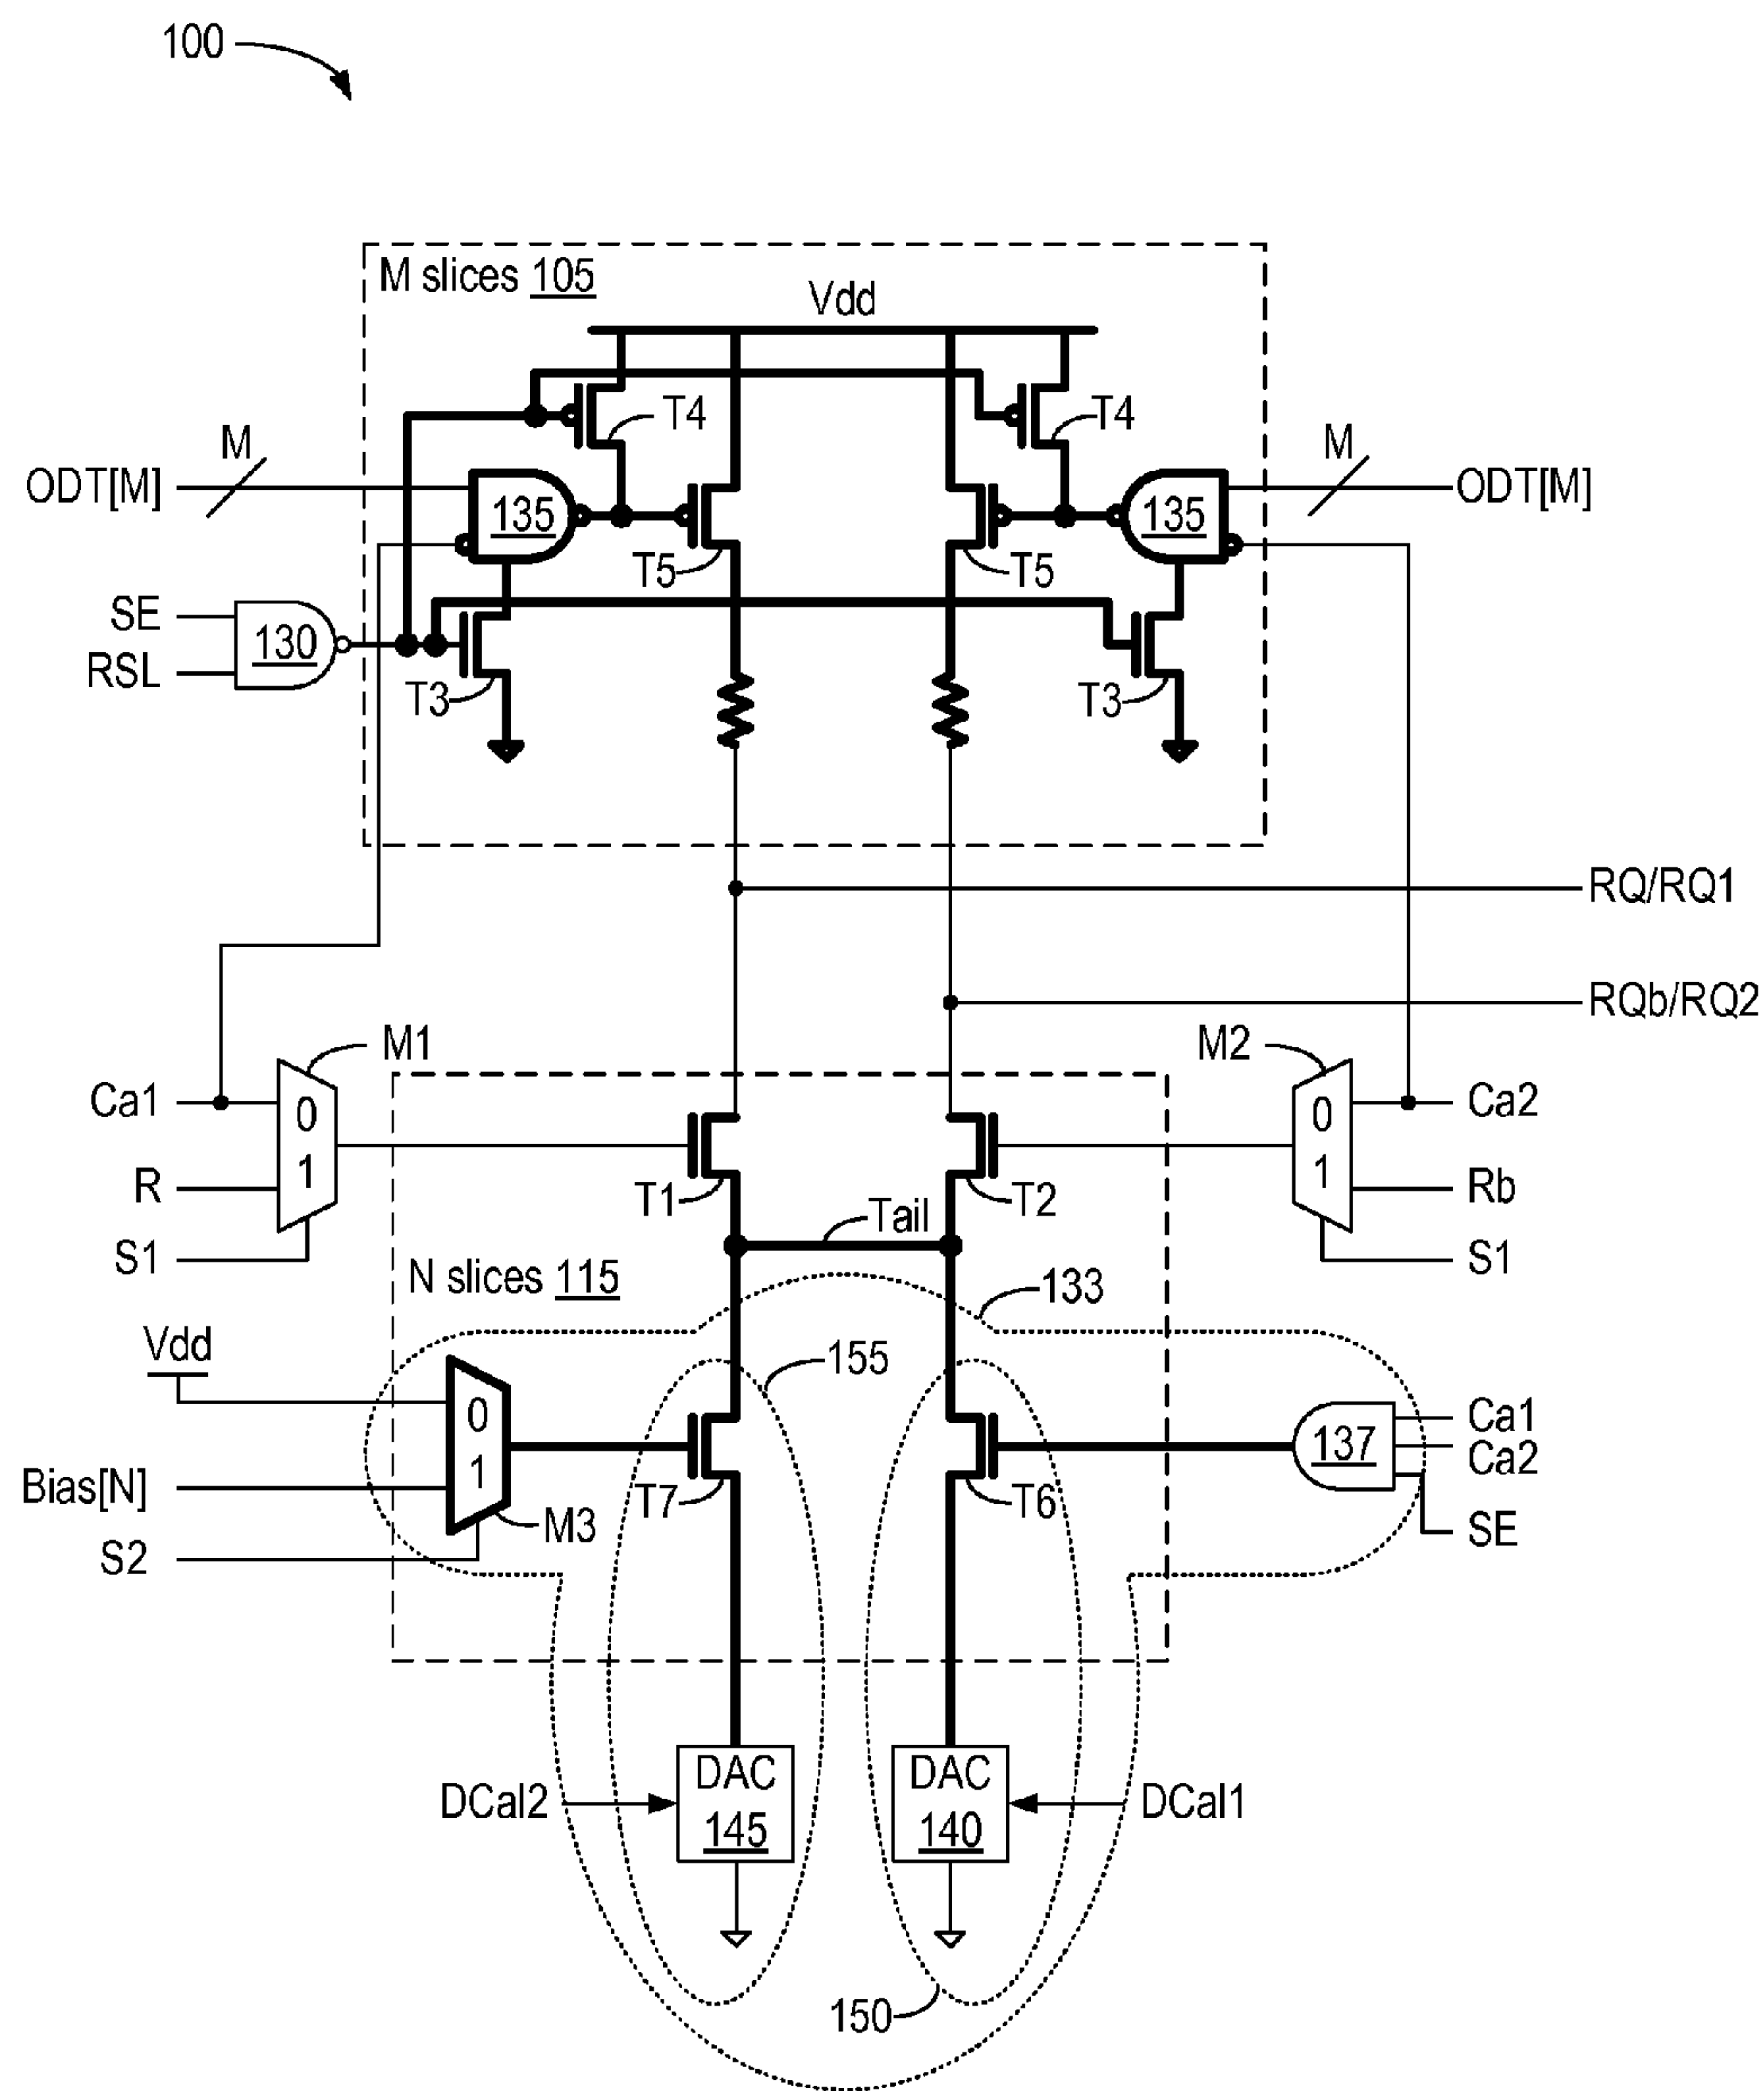 100
M slices 105
Vdd
T4
T4
M
M
ODT[M]
135
135
ODT[M]
T5
T5
SE
130
RSL
T3
T3
RQ/RQ1
RQb/RQ2
M1
M2
Ca1
0
0
Ca2
R
1
1
Rb
T1
T2
Tail
S1
S1
N slices 115
133
Vdd
155
0
Ca1
137
Ca2
1
Bias[N]
T7
T6
M3
SE
S2
DAC
DAC
DCal2
DCal1
145
140
150